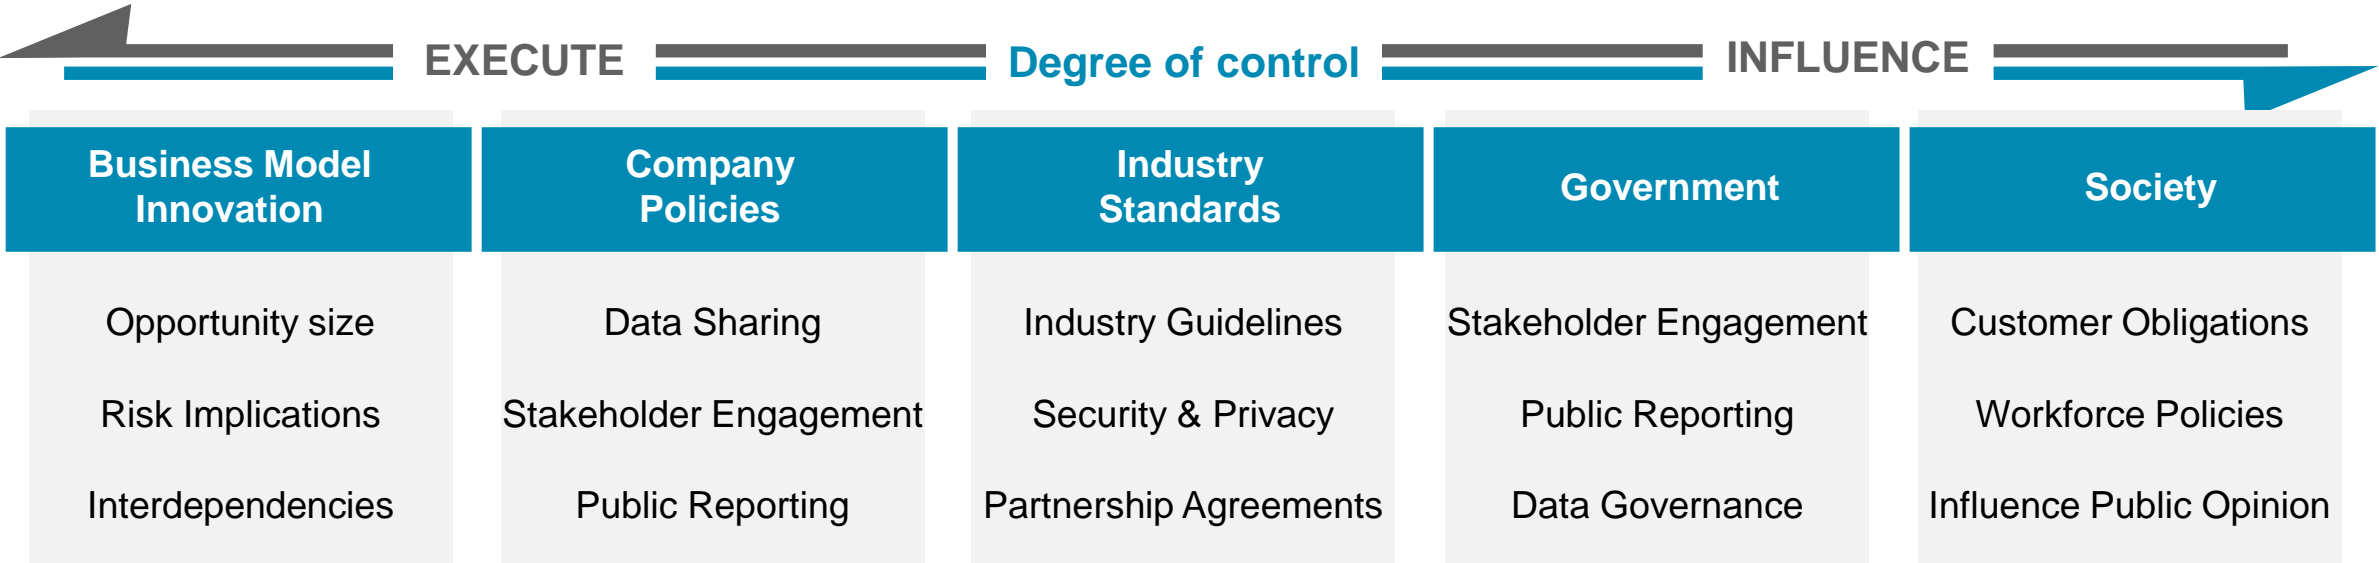 EXECUTE
Degree of control
INFLUENCE
Business Model
Innovation
Company
Policies
Industry
Standards
Government
Society
Opportunity size
Risk Implications
Interdependencies
Data Sharing
Stakeholder Engagement
Public Reporting
Industry Guidelines
Security & Privacy
Partnership Agreements
Stakeholder Engagement
Public Reporting
Data Governance
Customer Obligations
Workforce Policies
Influence Public Opinion